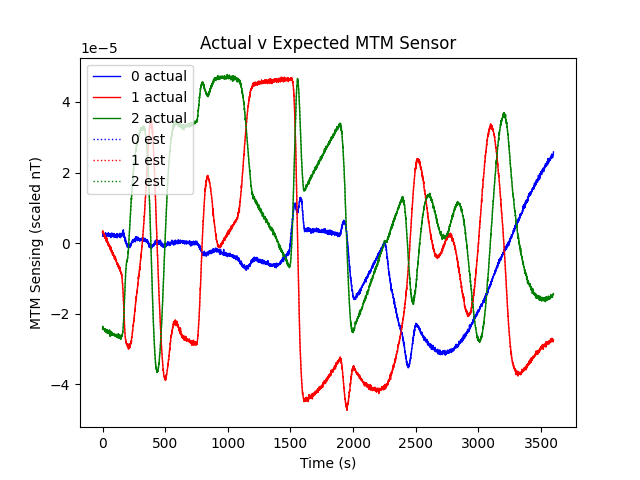 Actual v Expected MTM Sensor
1e−5
0 actual
1 actual
2 actual
0 est
1 est
2 est
4
2
0
−2
−4
MTM Sensing (scaled nT)
0
500
1000
1500
2000
2500
3000
3500
Time (s)